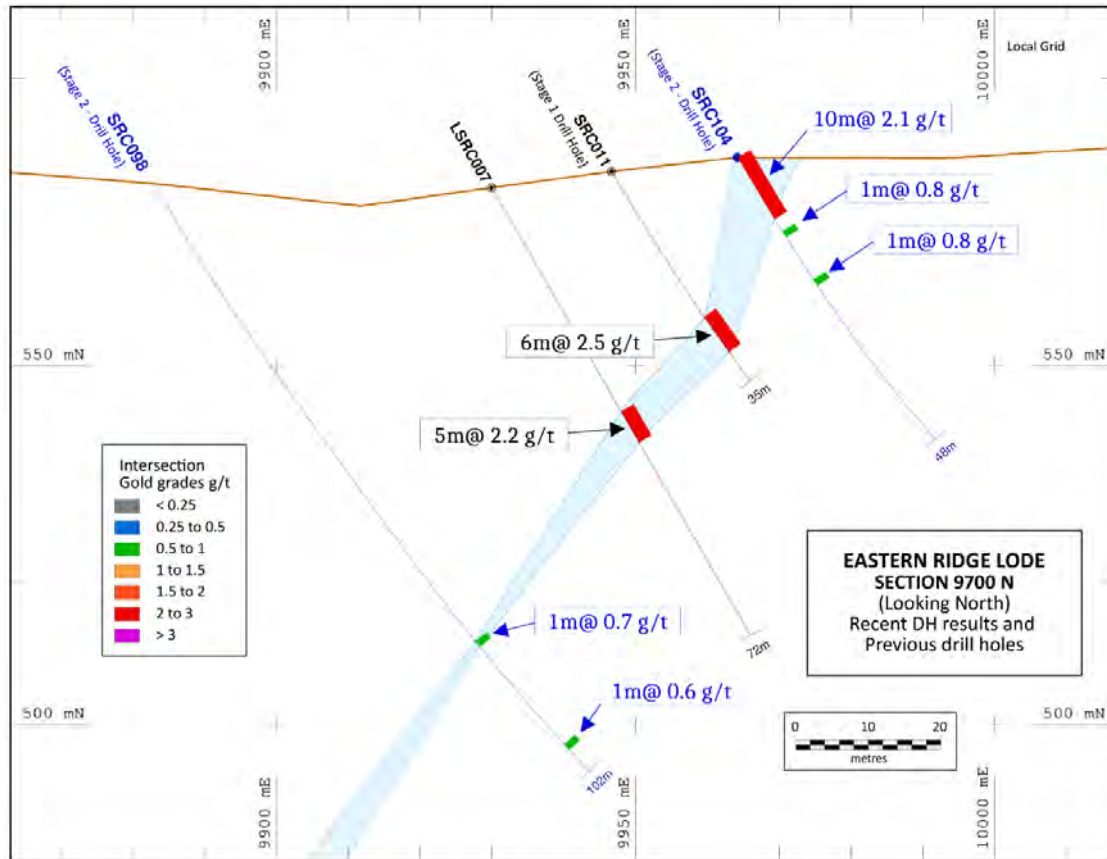 9900 mE
9950 mE
10000 mE
Local Grid
SRC098
(Stage 2 - Drill Hole)
LSRC007
SRC011
(Stage 1 Drill Hole)
SRC104
(Stage 2 - Drill Hole)
10m@ 2.1 g/t
1m@ 0.8 g/t
1m@ 0.8 g/t
6m@ 2.5 g/t
550 mN
550 mN
35m
5m@ 2.2 g/t
48m
Intersection
Gold grades g/t
< 0.25
0.25 to 0.5
0.5 to 1
1 to 1.5
1.5 to 2
2 to 3
> 3
EASTERN RIDGE LODE
SECTION 9700 N
(Looking North)
Recent DH results and
Previous drill holes
1m@ 0.7 g/t
72m
1m@ 0.6 g/t
500 mN
500 mN
0 10 20
metres
102m
9900 mE
9950 mE
10000 mE